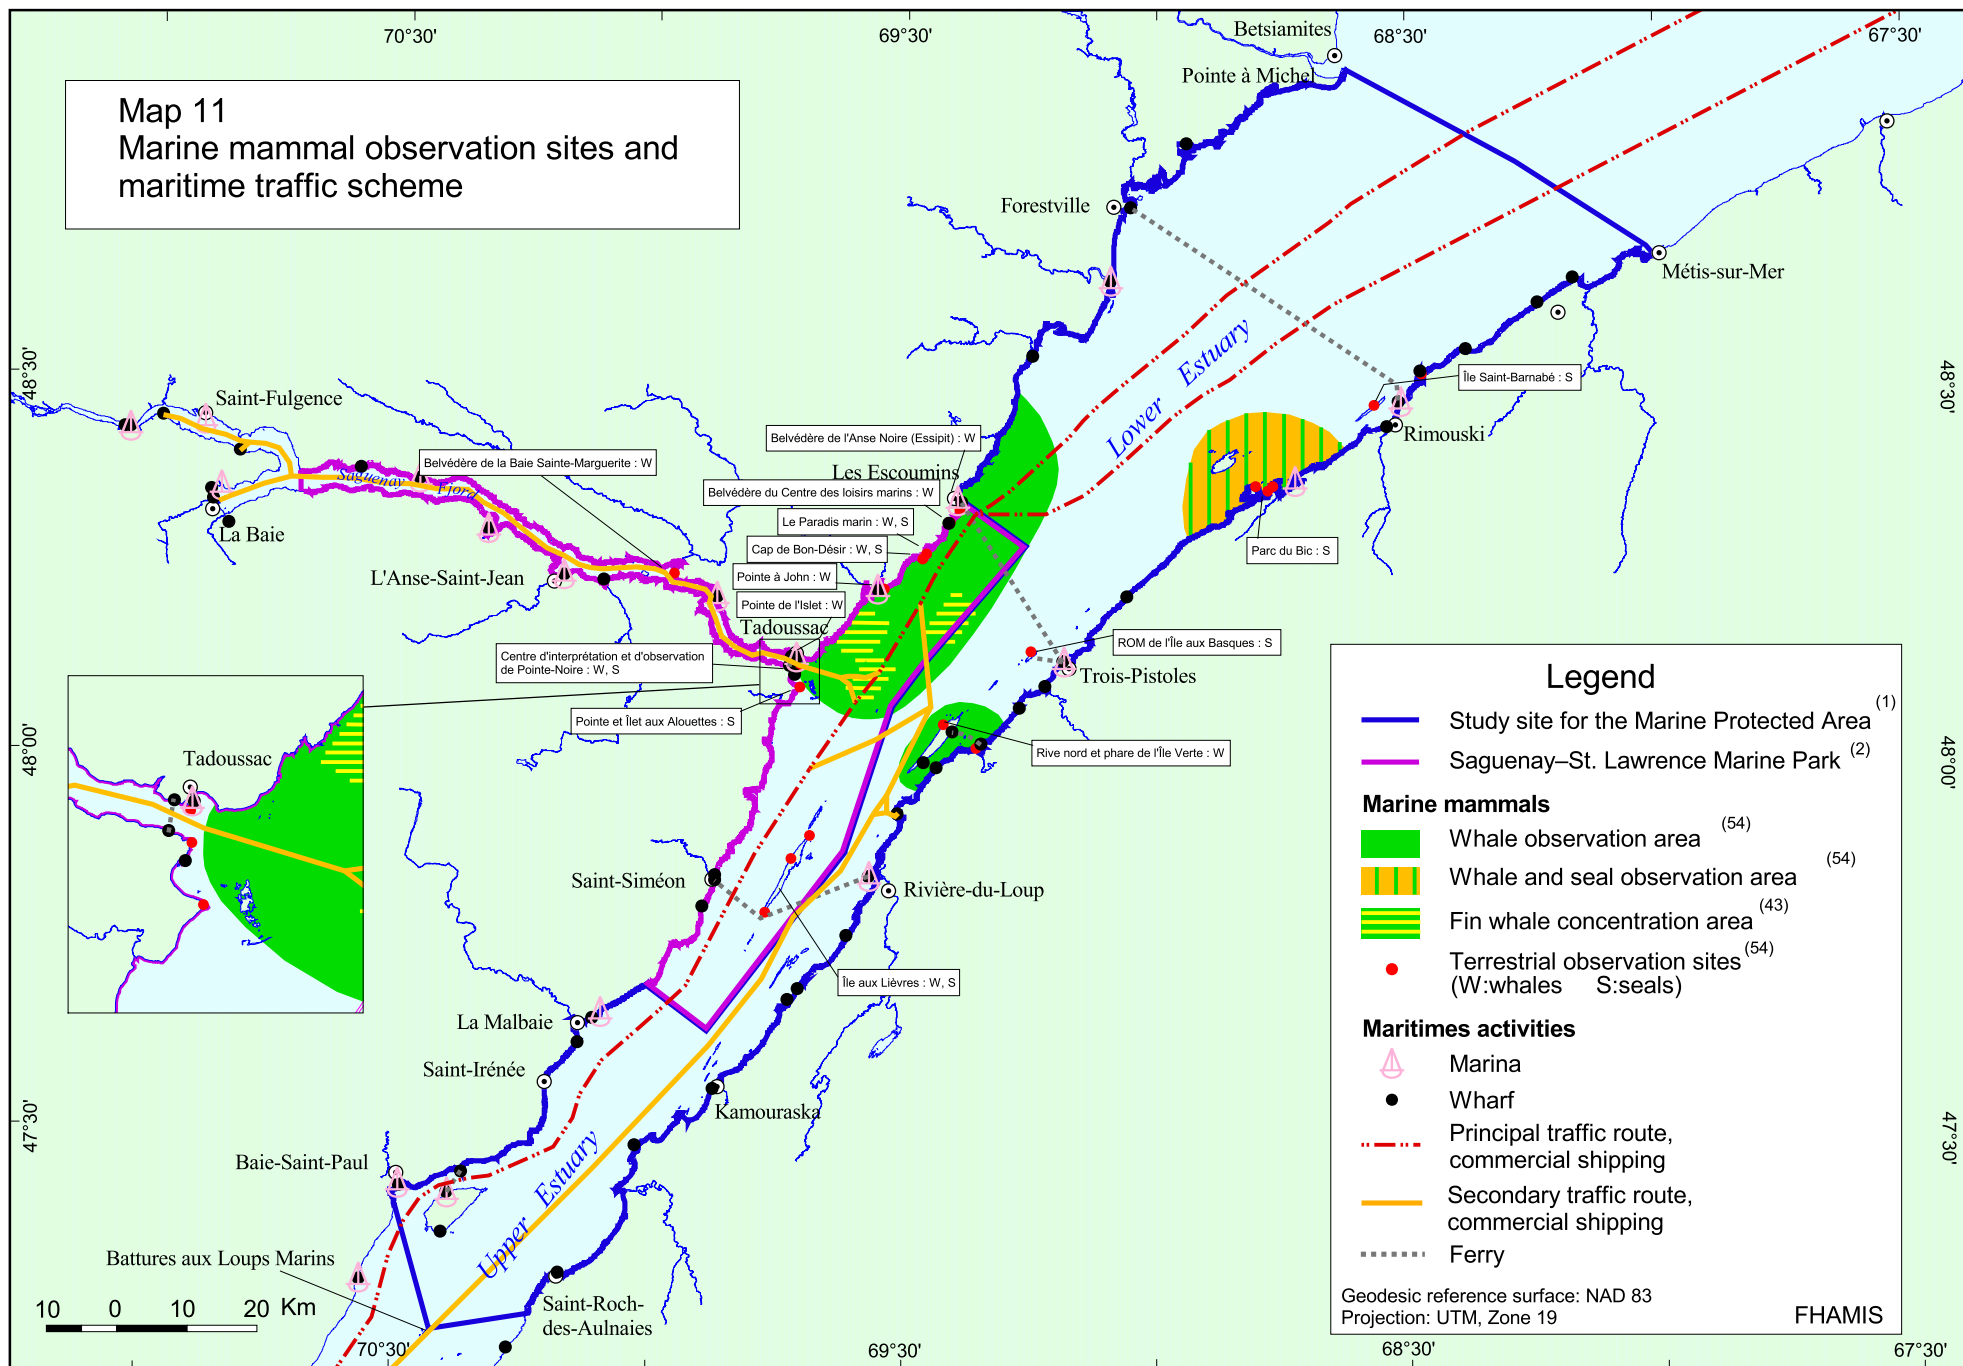 70°30'
69°30'
68°30'
67°30'
Betsiamites
Pointe à Michel
Map 11
Marine mammal observation sites and
maritime traffic scheme
Forestville
Métis-sur-Mer
Estuary
Lower
48°30'
48°30'
Île Saint-Barnabé : S
Saint-Fulgence
Rimouski
Belvédère de l'Anse Noire (Essipit) : W
Les Escoumins
Belvédère de la Baie Sainte-Marguerite : W
Saguenay Fjord
Belvédère du Centre des loisirs marins : W
Le Paradis marin : W, S
La Baie
Cap de Bon-Désir : W, S
Parc du Bic : S
L'Anse-Saint-Jean
Pointe à John : W
Pointe de l'Islet : W
Tadoussac
ROM de l'Île aux Basques : S
Centre d'interprétation et d'observation
de Pointe-Noire : W, S
Trois-Pistoles
Pointe et Îlet aux Alouettes : S
Rive nord et phare de l'Île Verte : W
48°00'
48°00'
Tadoussac
Saint-Siméon
Rivière-du-Loup
Île aux Lièvres : W, S
La Malbaie
Saint-Irénée
Kamouraska
47°30'
47°30'
Baie-Saint-Paul
Upper Estuary
Battures aux Loups Marins
Saint-Roch-
des-Aulnaies
10 0 10 20 Km
70°30'
69°30'
68°30'
67°30'
Legend
Study site for the Marine Protected Area (1)
Saguenay–St. Lawrence Marine Park (2)
Marine mammals
Whale observation area (54)
Whale and seal observation area (54)
Fin whale concentration area (43)
Terrestrial observation sites (54)
(W:whales S:seals)
Maritimes activities
Marina
Wharf
Principal traffic route,
commercial shipping
Secondary traffic route,
commercial shipping
Ferry
Geodesic reference surface: NAD 83
Projection: UTM, Zone 19
FHAMIS